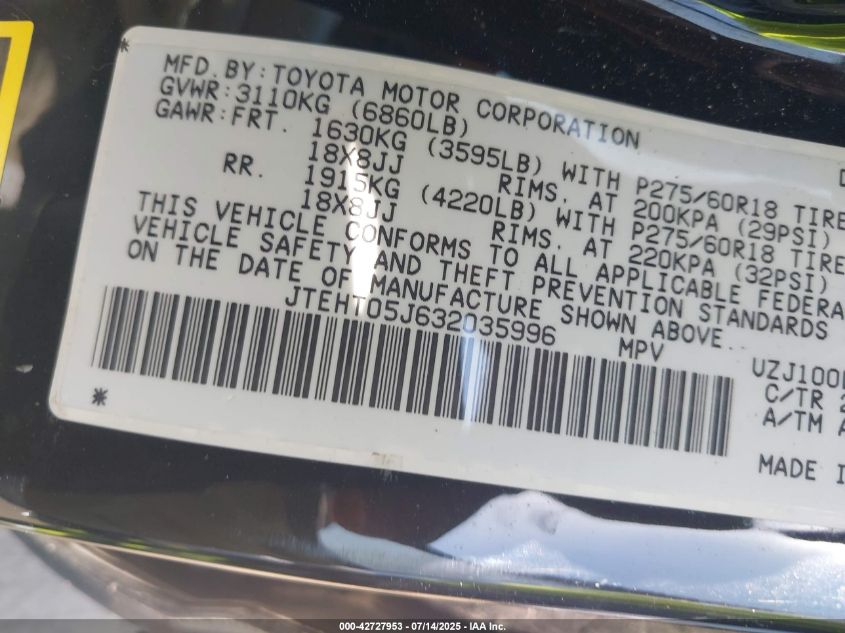 MFD. BY: TOYOTA MOTOR CORPORATION
GVWR: 3110KG (6860LB)
GAWR: FRT. 1630KG (3595LB) WITH P275/60R18 TIRE
18X8JJ RIMS, AT 200KPA (29PSI)
RR. 1915KG (4220LB) WITH P275/60R18 TIRE
18X8JJ RIMS, AT 220KPA (32PSI)
THIS VEHICLE CONFORMS TO ALL APPLICABLE FEDERA
VEHICLE SAFETY AND THEFT PREVENTION STANDARDS
ON THE DATE OF MANUFACTURE SHOWN ABOVE.
JTEHT05J632035996 MPV
UZJ100
C/TR 2
A/TM A
MADE I
000-42727953 / 07/14/2025 - IAA Inc.